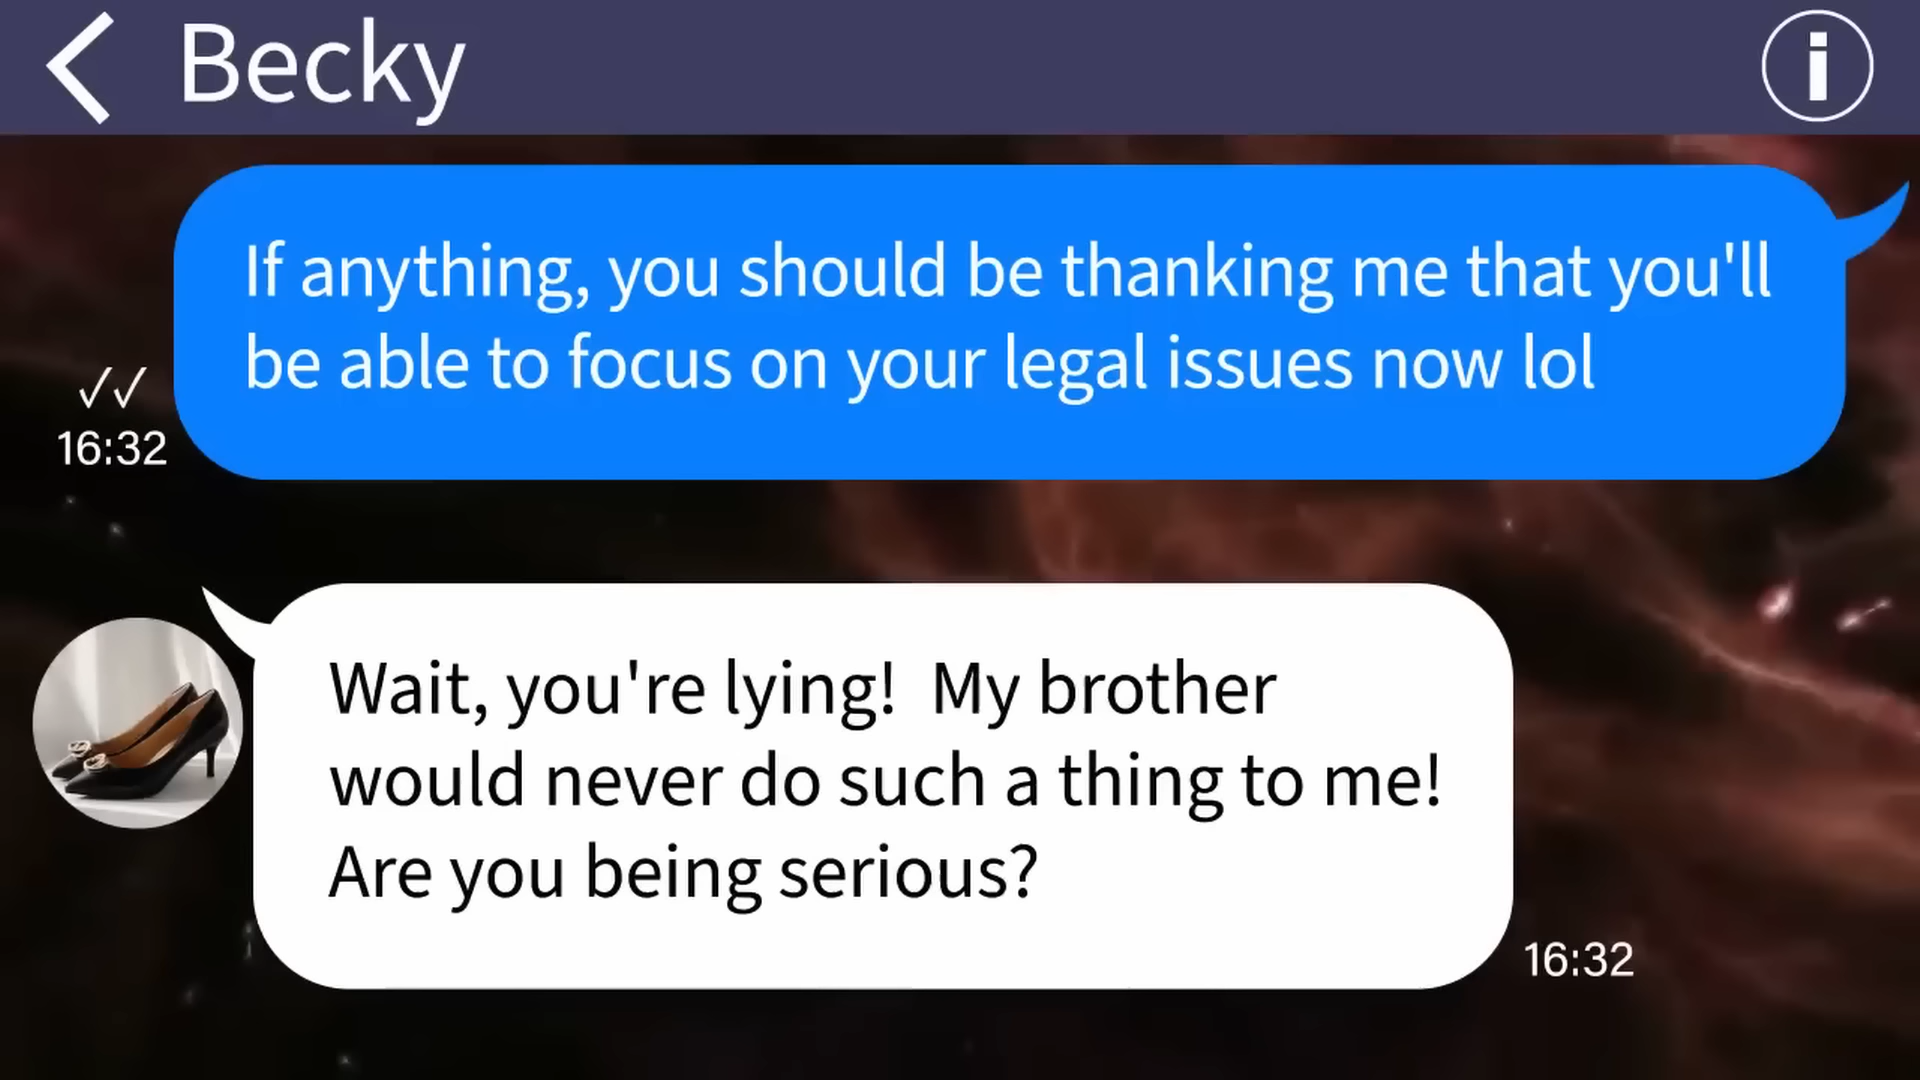 Becky
If anything, you should be thanking me that you'll
be able to focus on your legal issues now lol
16:32
Wait, you're lying!  My brother
would never do such a thing to me!
Are you being serious?
16:32